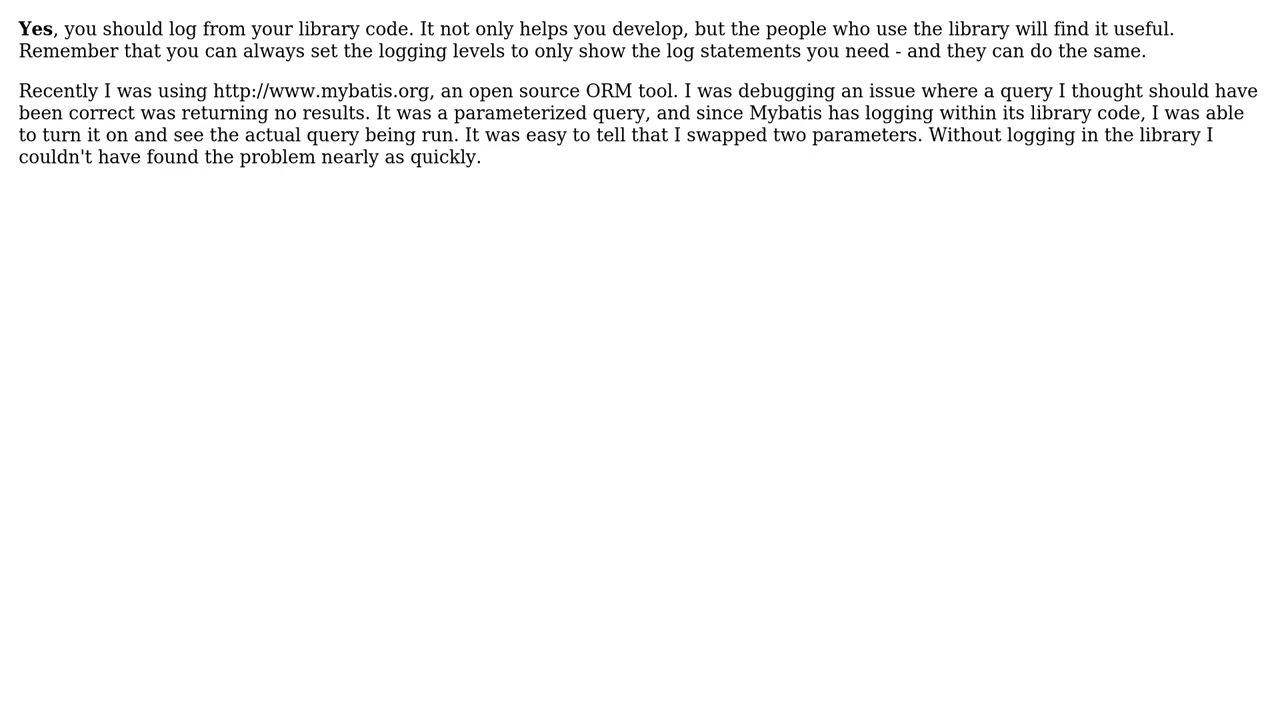 Yes, you should log from your library code. It not only helps you develop, but the people who use the library will find it useful.
Remember that you can always set the logging levels to only show the log statements you need - and they can do the same.
Recently I was using http://www.mybatis.org, an open source ORM tool. I was debugging an issue where a query I thought should have
been correct was returning no results. It was a parameterized query, and since Mybatis has logging within its library code, I was able
to turn it on and see the actual query being run. It was easy to tell that I swapped two parameters. Without logging in the library I
couldn't have found the problem nearly as quickly.